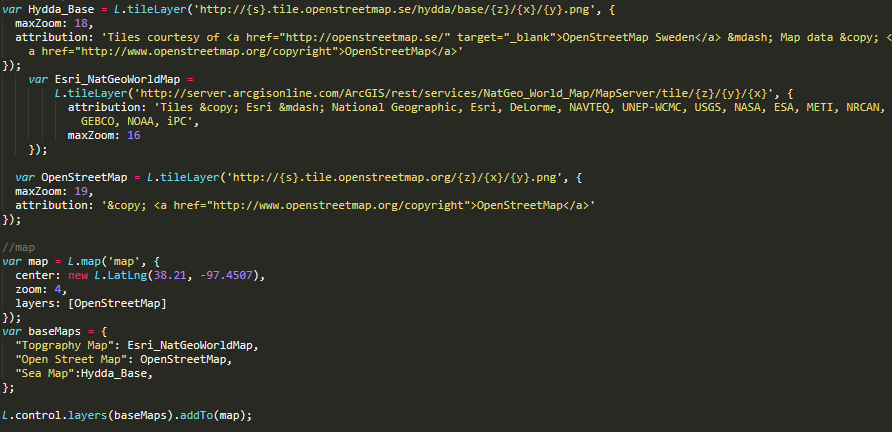 var Hydda_Base = L.tileLayer('http://{s}.tile.openstreetmap.se/hydda/base/{z}/{x}/{y}.png', {
maxZoom: 18,
attribution: 'Tiles courtesy of <a href="http://openstreetmap.se/" target="_blank">OpenStreetMap Sweden</a> &mdash; Map data &copy; <
a href="http://www.openstreetmap.org/copyright">OpenStreetMap</a>'
});
var Esri_NatGeoWorldMap =
L.tileLayer('http://server.arcgisonline.com/ArcGIS/rest/services/NatGeo_World_Map/MapServer/tile/{z}/{y}/{x}', {
attribution: 'Tiles &copy; Esri &mdash; National Geographic, Esri, DeLorme, NAVTEQ, UNEP-WCMC, USGS, NASA, ESA, METI, NRCAN,
GEBCO, NOAA, iPC',
maxZoom: 16
});
var OpenStreetMap = L.tileLayer('http://{s}.tile.openstreetmap.org/{z}/{x}/{y}.png', {
maxZoom: 19,
attribution: '&copy; <a href="http://www.openstreetmap.org/copyright">OpenStreetMap</a>'
});
//map
var map = L.map('map', {
center: new L.LatLng(38.21, -97.4507),
zoom: 4,
layers: [OpenStreetMap]
});
var baseMaps = {
"Topgraphy Map": Esri_NatGeoWorldMap,
"Open Street Map": OpenStreetMap,
"Sea Map":Hydda_Base,
};
L.control.layers(baseMaps).addTo(map);